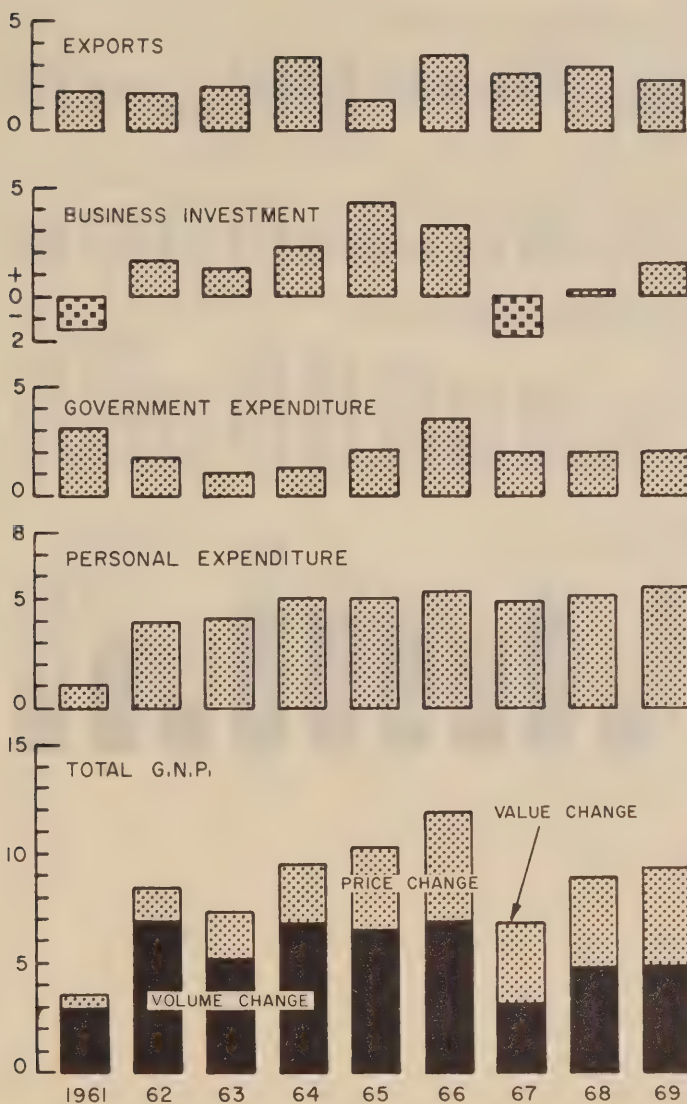 5
EXPORTS
0
5
BUSINESS INVESTMENT
+
0
−
2
5
GOVERNMENT EXPENDITURE
0
8
PERSONAL EXPENDITURE
5
0
15
TOTAL G.N.P.
VALUE CHANGE
10
PRICE CHANGE
5
VOLUME CHANGE
0
1961 62 63 64 65 66 67 68 69